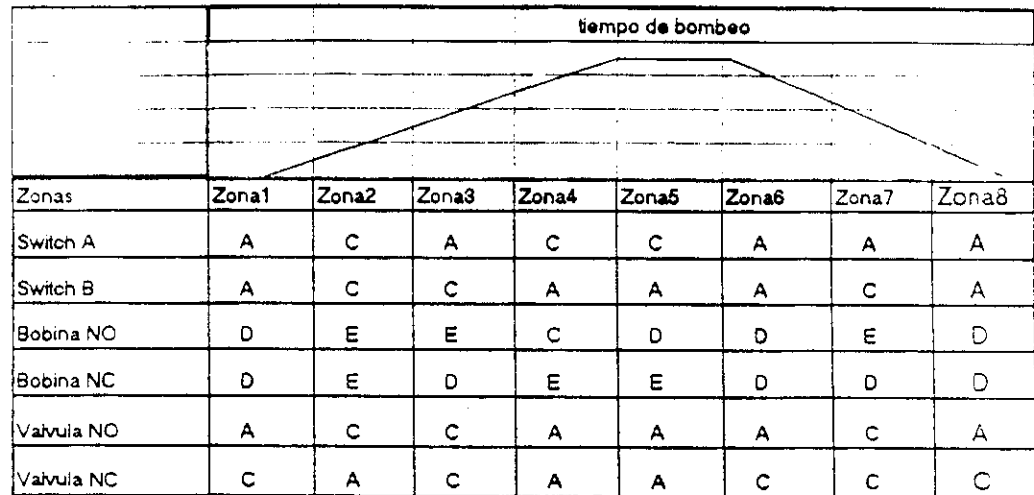 tiempo de bombeo
Zonas Zona1 Zona2 Zona3 Zona4 Zona5 Zona6 Zona7 Zona8
Switch A A C A C C A A A
Switch B A C C A A A C A
Bobina NO D E E C D D E D
Bobina NC D E D E E D D D
Valvula NO A C C A A A C A
Valvula NC C A C A A C C C